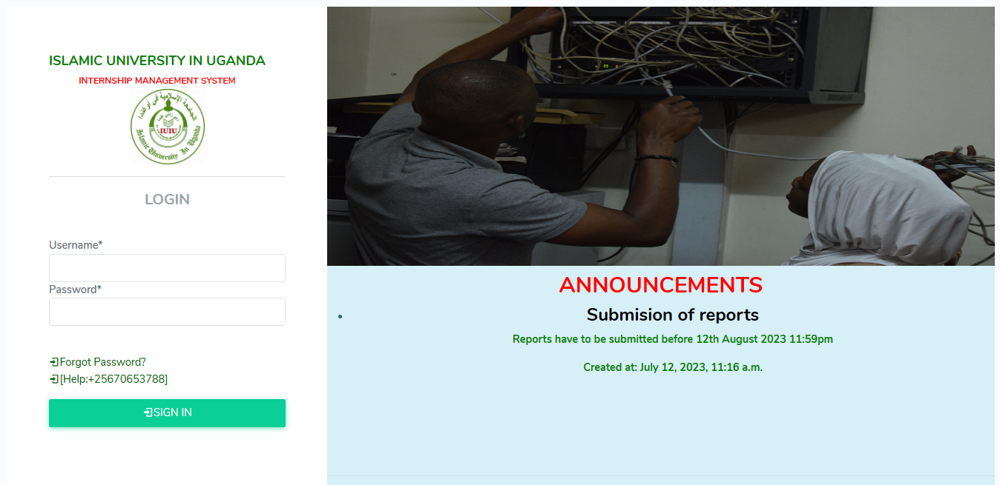 ISLAMIC UNIVERSITY IN UGANDA
INTERNSHIP MANAGEMENT SYSTEM
الجامعة الإسلامية في أوغندا
IUIU
Islamic University In Uganda
LOGIN
Username*
Password*
Forgot Password?
[Help:+25670653788]
SIGN IN
ANNOUNCEMENTS
Submision of reports
Reports have to be submitted before 12th August 2023 11:59pm
Created at: July 12, 2023, 11:16 a.m.